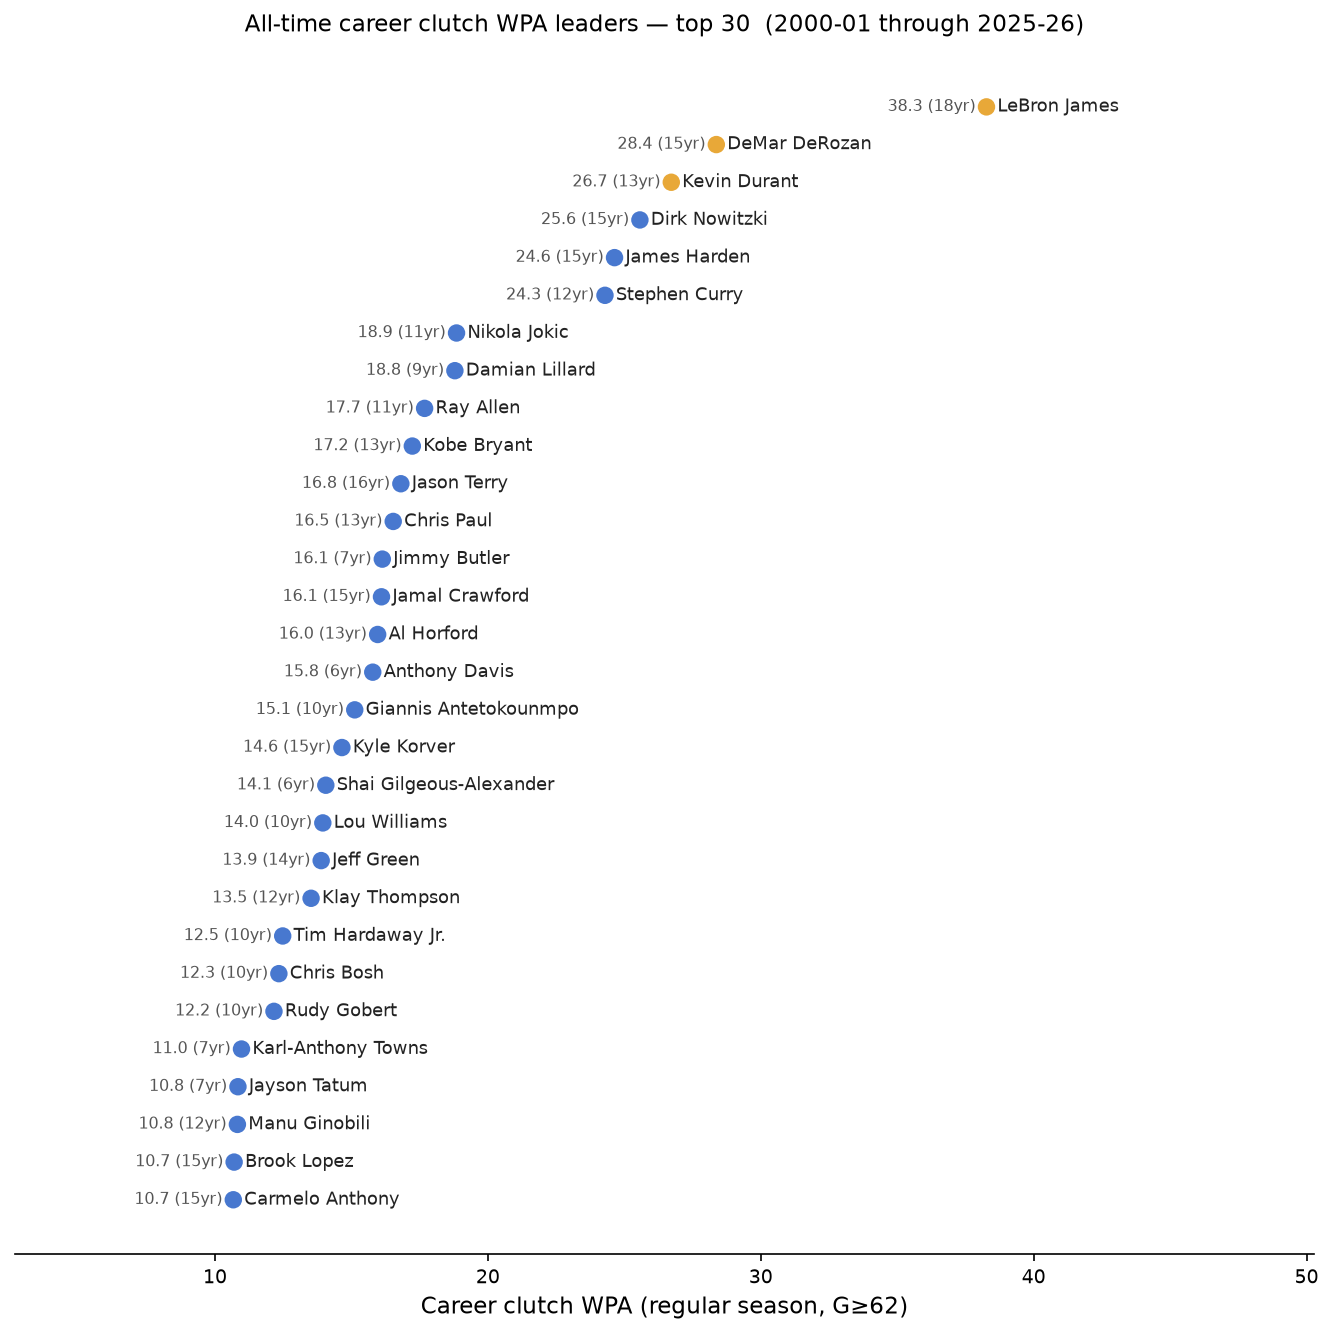 All-time career clutch WPA leaders — top 30  (2000-01 through 2025-26)
38.3 (18yr) LeBron James
28.4 (15yr) DeMar DeRozan
26.7 (13yr) Kevin Durant
25.6 (15yr) Dirk Nowitzki
24.6 (15yr) James Harden
24.3 (12yr) Stephen Curry
18.9 (11yr) Nikola Jokic
18.8 (9yr) Damian Lillard
17.7 (11yr) Ray Allen
17.2 (13yr) Kobe Bryant
16.8 (16yr) Jason Terry
16.5 (13yr) Chris Paul
16.1 (7yr) Jimmy Butler
16.1 (15yr) Jamal Crawford
16.0 (13yr) Al Horford
15.8 (6yr) Anthony Davis
15.1 (10yr) Giannis Antetokounmpo
14.6 (15yr) Kyle Korver
14.1 (6yr) Shai Gilgeous-Alexander
14.0 (10yr) Lou Williams
13.9 (14yr) Jeff Green
13.5 (12yr) Klay Thompson
12.5 (10yr) Tim Hardaway Jr.
12.3 (10yr) Chris Bosh
12.2 (10yr) Rudy Gobert
11.0 (7yr) Karl-Anthony Towns
10.8 (7yr) Jayson Tatum
10.8 (12yr) Manu Ginobili
10.7 (15yr) Brook Lopez
10.7 (15yr) Carmelo Anthony
10 20 30 40 50
Career clutch WPA (regular season, G≥62)